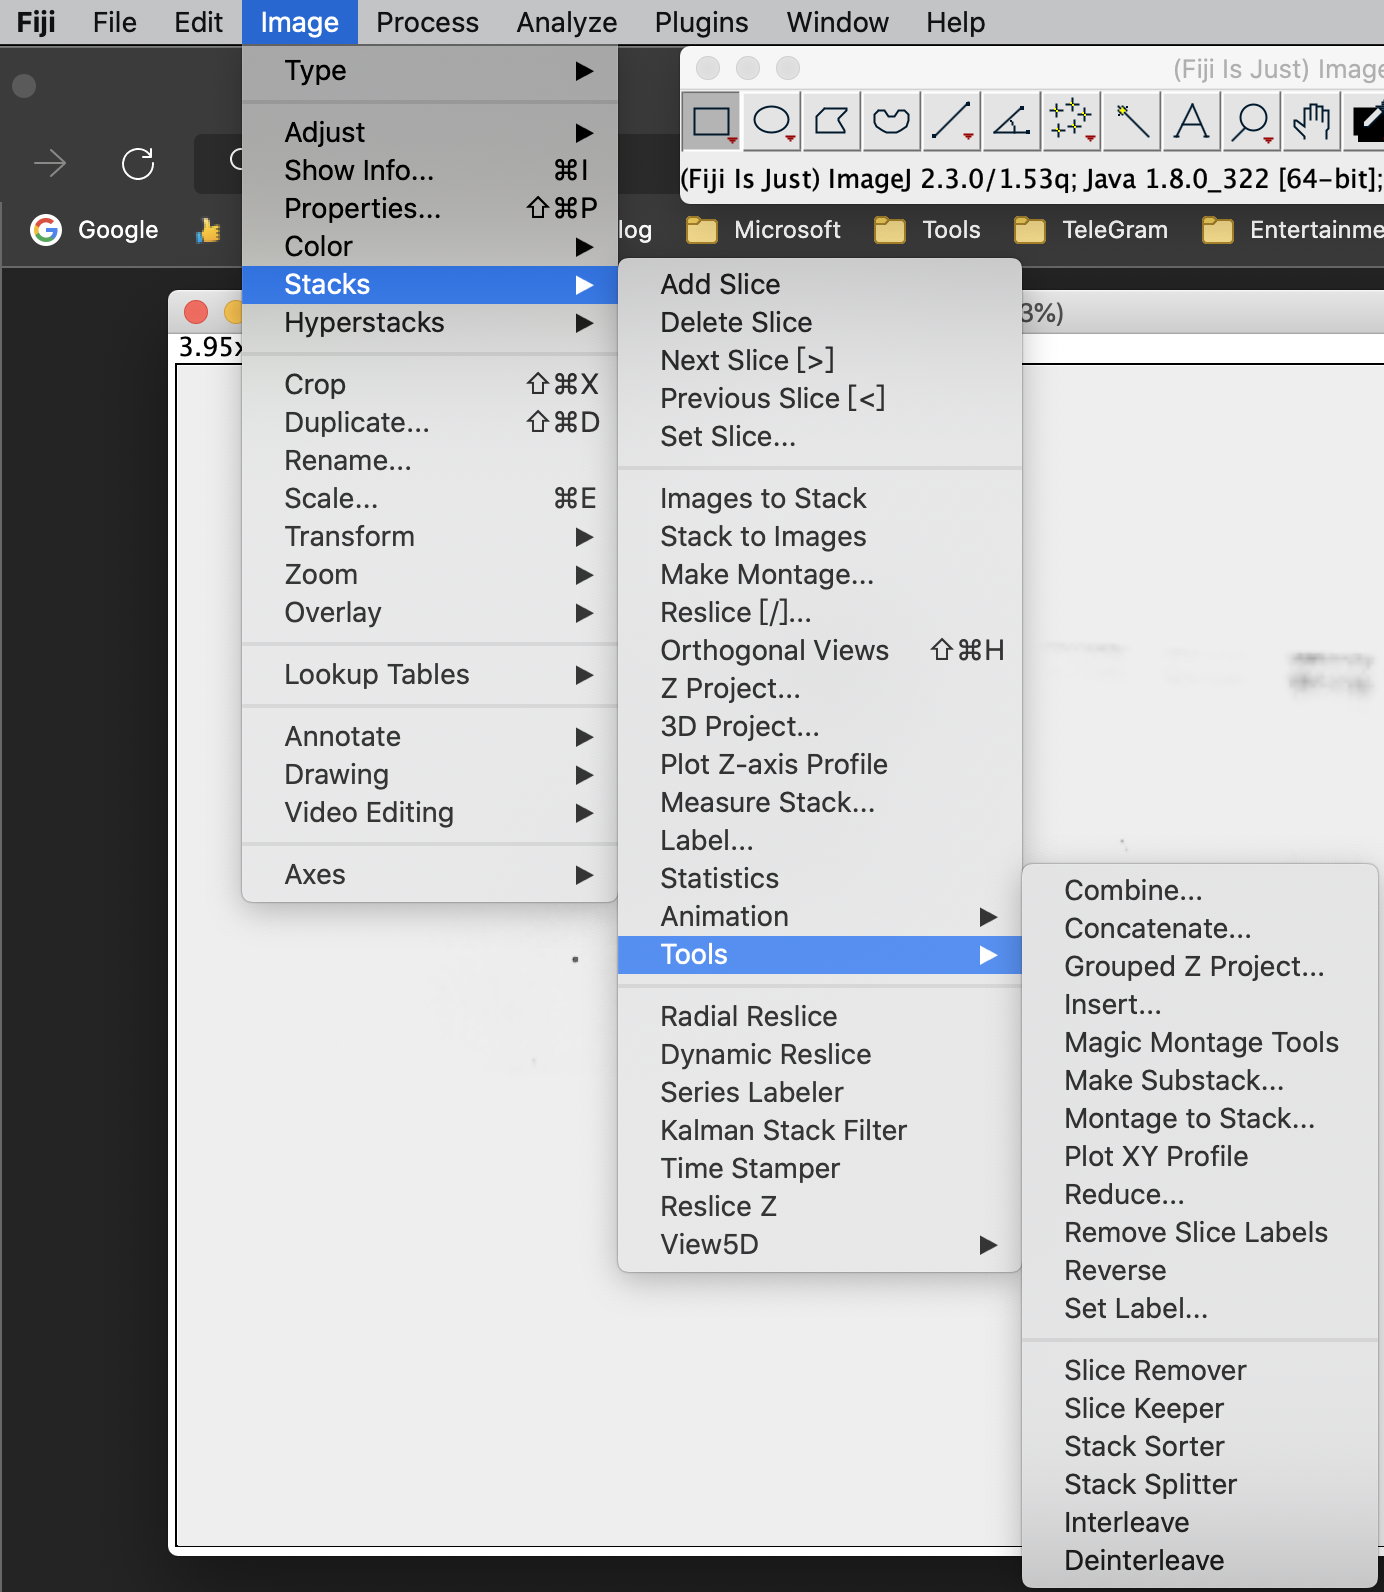 Fiji File Edit Image Process Analyze Plugins Window Help
(Fiji Is Just) Image
(Fiji Is Just) ImageJ 2.3.0/1.53q; Java 1.8.0_322 [64-bit];
Google
log
Microsoft
Tools
TeleGram
Entertainme
3%)
3.95x
Type
Adjust
Show Info... ⌘I
Properties... ⇧⌘P
Color
Stacks
Hyperstacks
Crop ⇧⌘X
Duplicate... ⇧⌘D
Rename...
Scale... ⌘E
Transform
Zoom
Overlay
Lookup Tables
Annotate
Drawing
Video Editing
Axes
Add Slice
Delete Slice
Next Slice [>]
Previous Slice [<]
Set Slice...
Images to Stack
Stack to Images
Make Montage...
Reslice [/]...
Orthogonal Views ⇧⌘H
Z Project...
3D Project...
Plot Z-axis Profile
Measure Stack...
Label...
Statistics
Animation
Tools
Radial Reslice
Dynamic Reslice
Series Labeler
Kalman Stack Filter
Time Stamper
Reslice Z
View5D
Combine...
Concatenate...
Grouped Z Project...
Insert...
Magic Montage Tools
Make Substack...
Montage to Stack...
Plot XY Profile
Reduce...
Remove Slice Labels
Reverse
Set Label...
Slice Remover
Slice Keeper
Stack Sorter
Stack Splitter
Interleave
Deinterleave